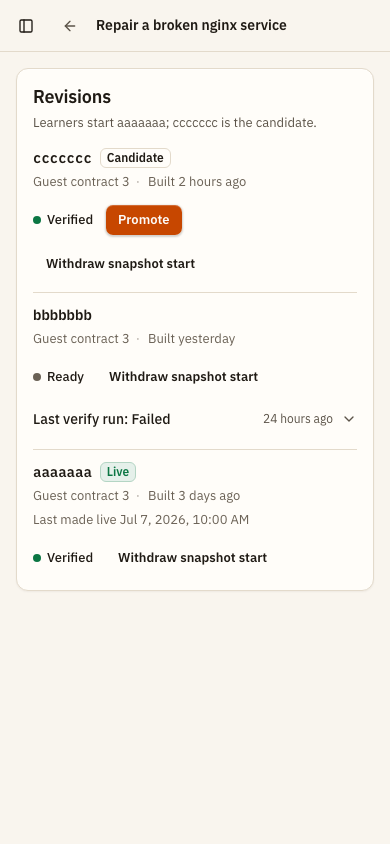 Repair a broken nginx service
Revisions
Learners start aaaaaaa; ccccccc is the candidate.
ccccccc Candidate
Guest contract 3 · Built 2 hours ago
Verified Promote
Withdraw snapshot start
bbbbbbb
Guest contract 3 · Built yesterday
Ready Withdraw snapshot start
Last verify run: Failed 24 hours ago
aaaaaaa Live
Guest contract 3 · Built 3 days ago
Last made live Jul 7, 2026, 10:00 AM
Verified Withdraw snapshot start